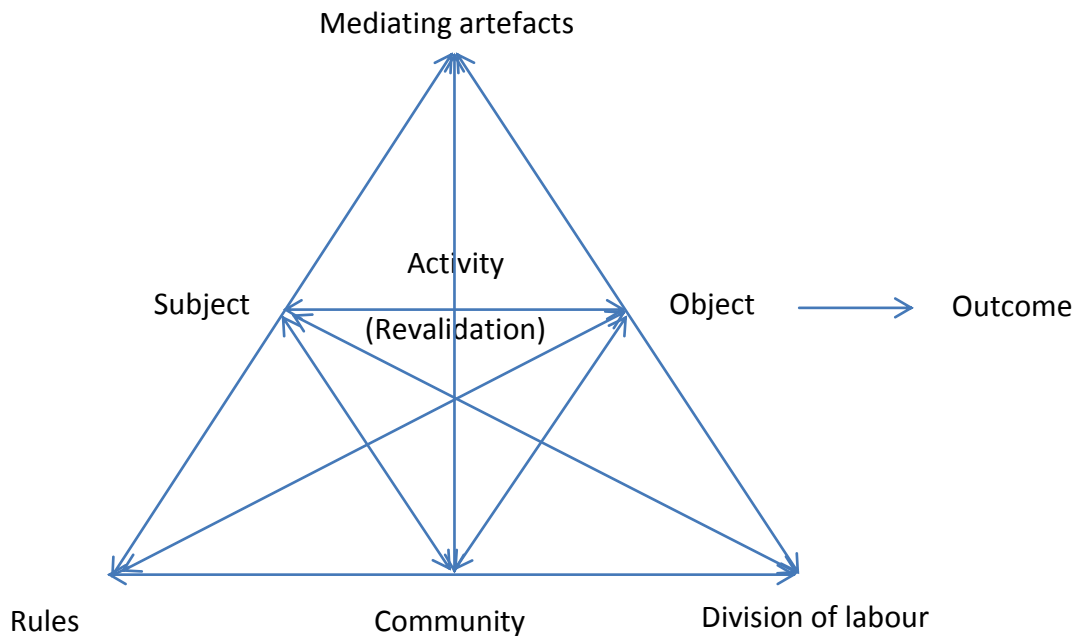 Mediating artefacts
Activity
Subject
Object
Outcome
(Revalidation)
Rules
Community
Division of labour